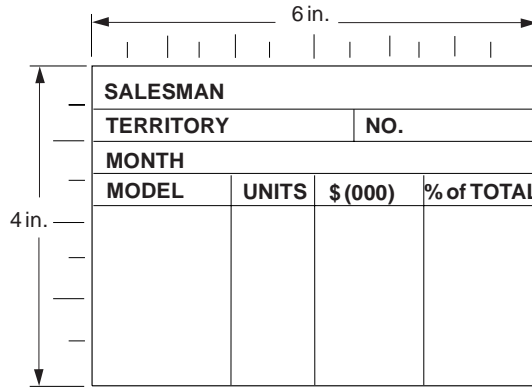 6 in.
SALESMAN
TERRITORY NO.
MONTH
MODEL UNITS $ (000) % of TOTAL
4 in.